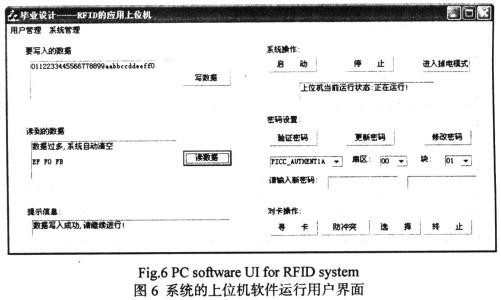 毕业设计-----RFID的应用上位机
用户管理 系统管理
要写入的数据
0112233445566778899aabbccddeeff0
写数据
读到的数据
数据过多,系统自动清空
EF FO FB
读数据
提示信息:
数据写入成功,请继续进行!
系统操作:
启 动
停 止
进入掉电模式
上位机当前运行状态:正在运行!
密码设置:
验证密码
更新密码
修改密码
PICC_AUTHENT1A
扇区: 00
块: 01
请输入新密码:
对卡操作:
寻 卡
防冲突
选 择
终 止
Fig.6 PC software UI for RFID system
图 6 系统的上位机软件运行用户界面